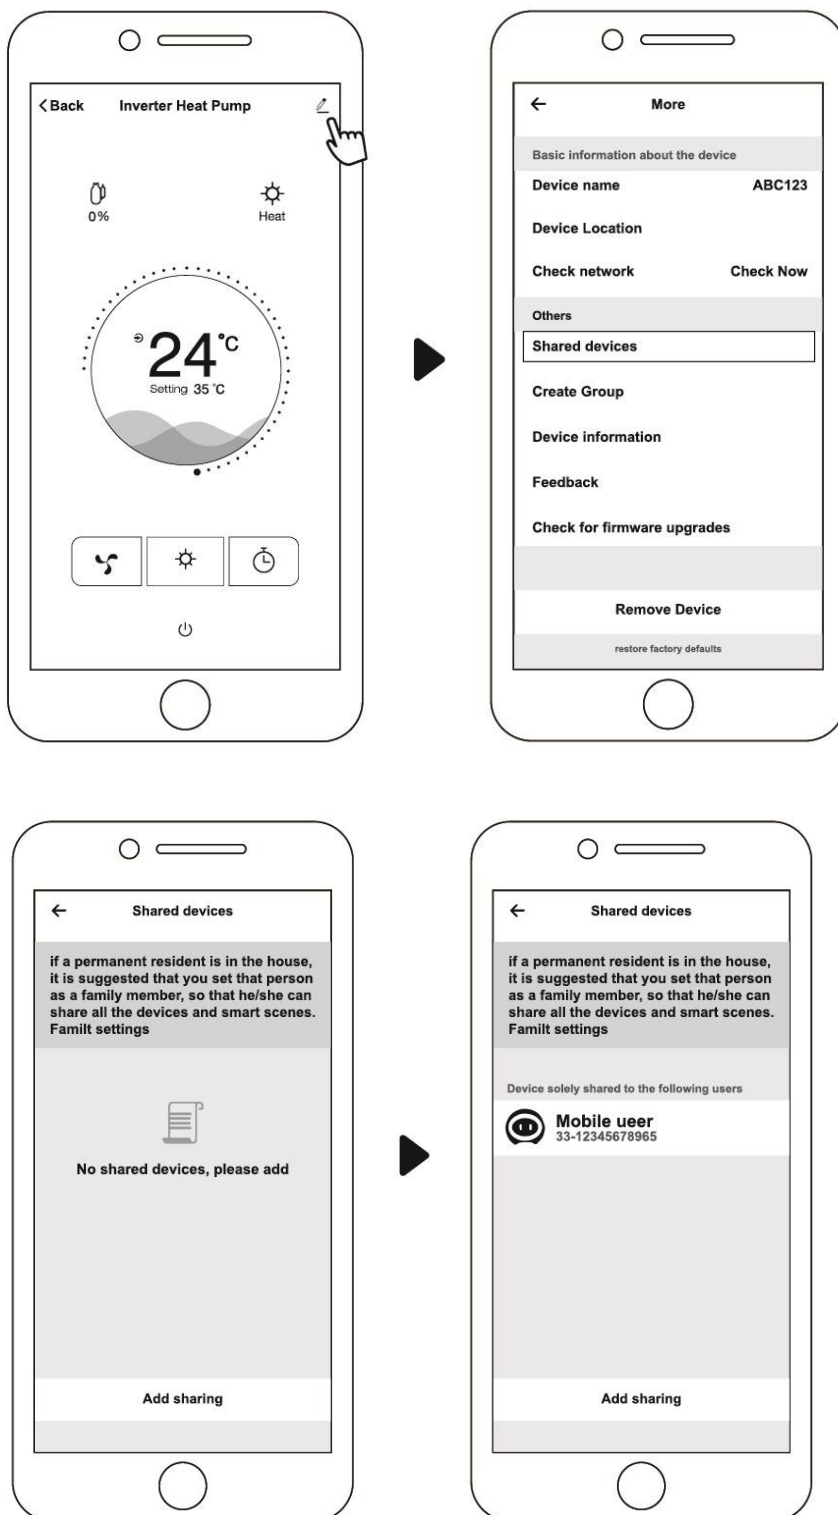 Back Inverter Heat Pump
0%
Heat
24°C
Setting 35 °C
More
Basic information about the device
Device name ABC123
Device Location
Check network Check Now
Others
Shared devices
Create Group
Device information
Feedback
Check for firmware upgrades
Remove Device
restore factory defaults
Shared devices
if a permanent resident is in the house,
it is suggested that you set that person
as a family member, so that he/she can
share all the devices and smart scenes.
Familt settings
No shared devices, please add
Add sharing
Shared devices
if a permanent resident is in the house,
it is suggested that you set that person
as a family member, so that he/she can
share all the devices and smart scenes.
Familt settings
Device solely shared to the following users
Mobile ueer
33-12345678965
Add sharing